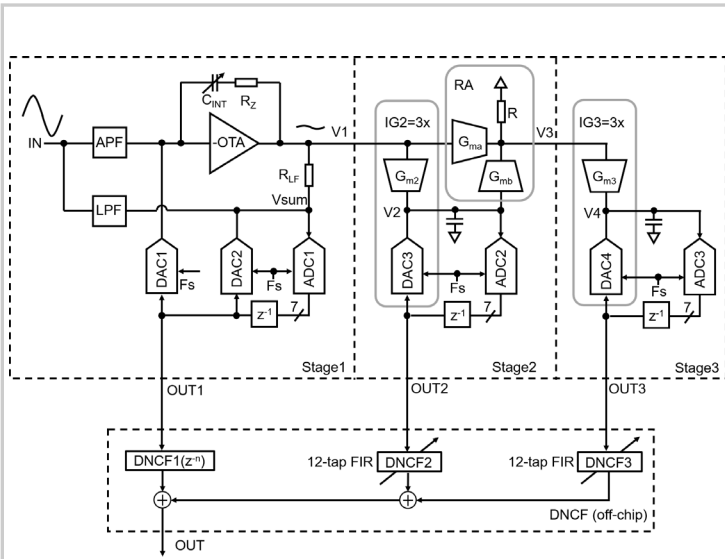 RA
C_INT R_Z
IG2=3x
R
IG3=3x
V1
V3
IN
APF
-OTA
G_ma
R_LF
G_m2
G_mb
G_m3
LPF
Vsum
V2
V4
DAC1
DAC2
ADC1
DAC3
ADC2
DAC4
ADC3
Fs
Fs
Fs
Fs
z⁻¹
7
z⁻¹
7
z⁻¹
7
Stage1
Stage2
Stage3
OUT1
OUT2
OUT3
DNCF1(z⁻ⁿ)
12-tap FIR
DNCF2
12-tap FIR
DNCF3
+
+
DNCF (off-chip)
OUT